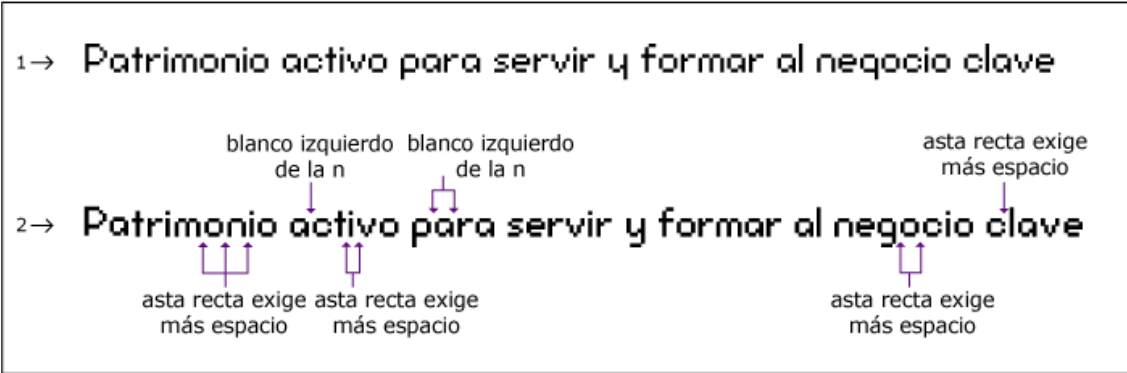 1→ Patrimonio activo para servir y formar al neqocio clave
blanco izquierdo de la n
blanco izquierdo de la n
asta recta exige más espacio
2→ Patrimonio activo para servir y formar al negocio clave
asta recta exige más espacio
asta recta exige más espacio
asta recta exige más espacio